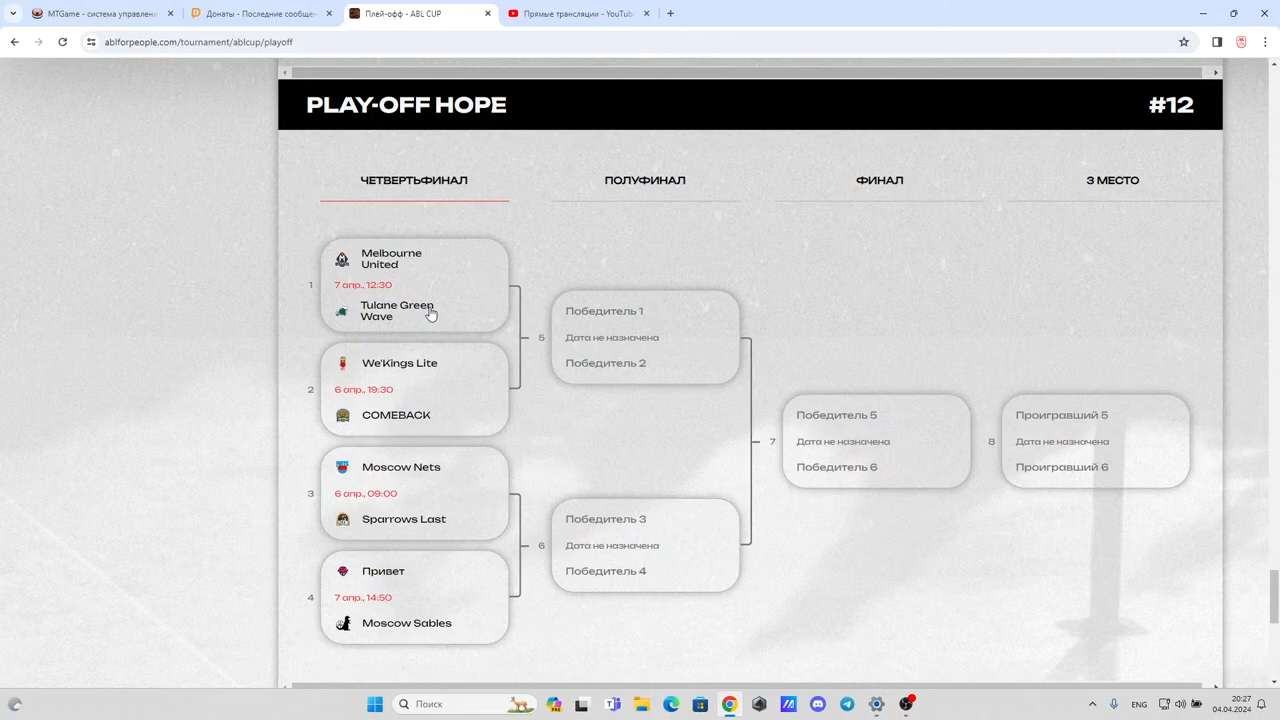 MTGame - система управлени
Донаты - Последние сообщен
Плей-офф - ABL CUP
Прямые трансляции - YouTub
ablforpeople.com/tournament/ablcup/playoff
PLAY-OFF HOPE
#12
ЧЕТВЕРТЬФИНАЛ
ПОЛУФИНАЛ
ФИНАЛ
3 МЕСТО
1
Melbourne
United
7 апр., 12:30
Tulane Green
Wave
2
We'Kings Lite
6 апр., 19:30
COMEBACK
3
Moscow Nets
6 апр., 09:00
Sparrows Last
4
Привет
7 апр., 14:50
Moscow Sables
5
Победитель 1
Дата не назначена
Победитель 2
6
Победитель 3
Дата не назначена
Победитель 4
7
Победитель 5
Дата не назначена
Победитель 6
8
Проигравший 5
Дата не назначена
Проигравший 6
Поиск
ENG
20:27
04.04.2024